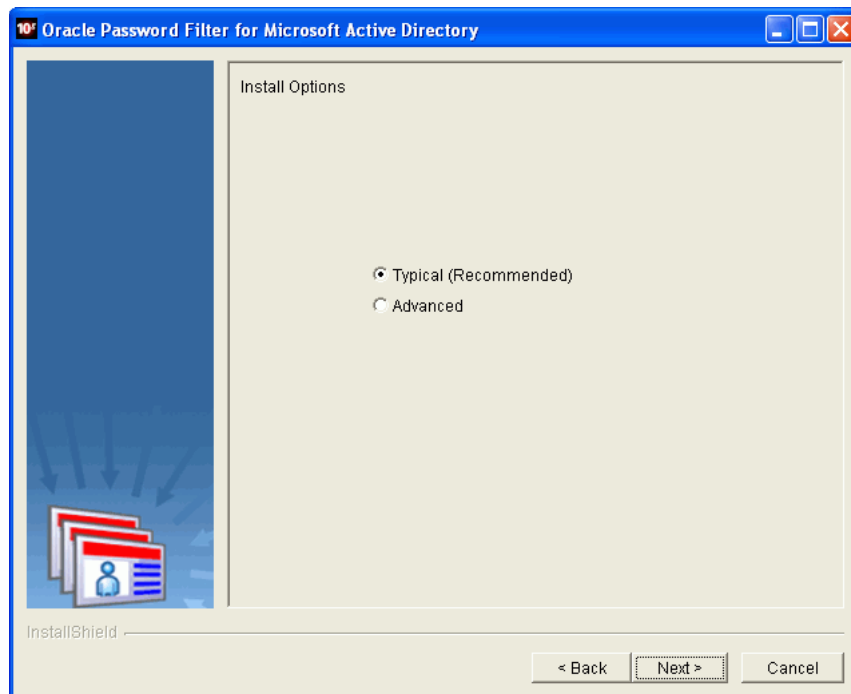 10g Oracle Password Filter for Microsoft Active Directory
Install Options
Typical (Recommended)
Advanced
InstallShield
< Back Next > Cancel